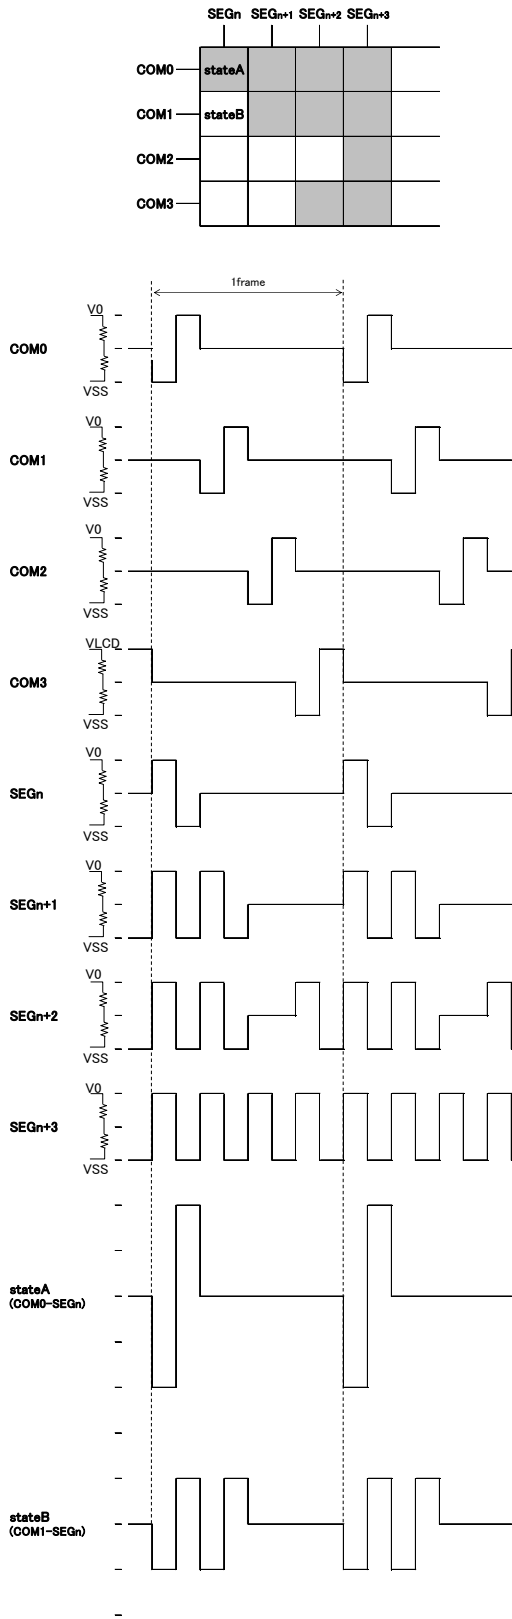 SEGn SEGn+1 SEGn+2 SEGn+3
COM0 stateA
COM1 stateB
COM2
COM3
1frame
V0
COM0
VSS
V0
COM1
VSS
V0
COM2
VSS
VLCD
COM3
VSS
V0
SEGn
VSS
V0
SEGn+1
VSS
V0
SEGn+2
VSS
V0
SEGn+3
VSS
stateA
(COM0-SEGn)
stateB
(COM1-SEGn)